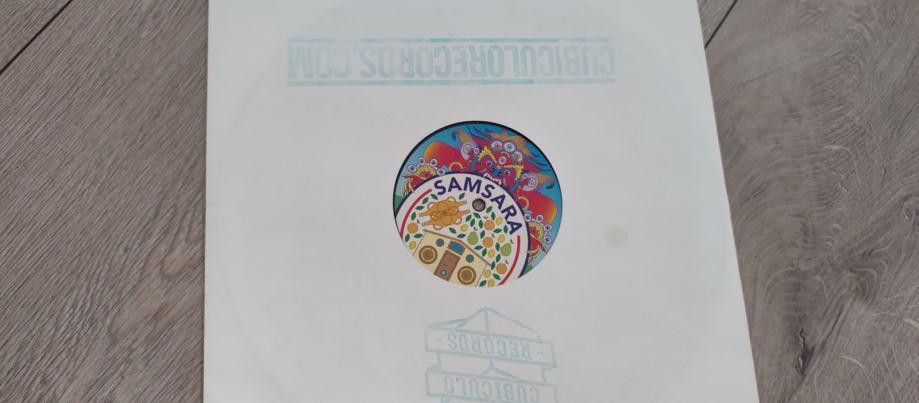 CUBICULORECORDS.COM
SAMSARA
- RECORDS -
CUBICULO